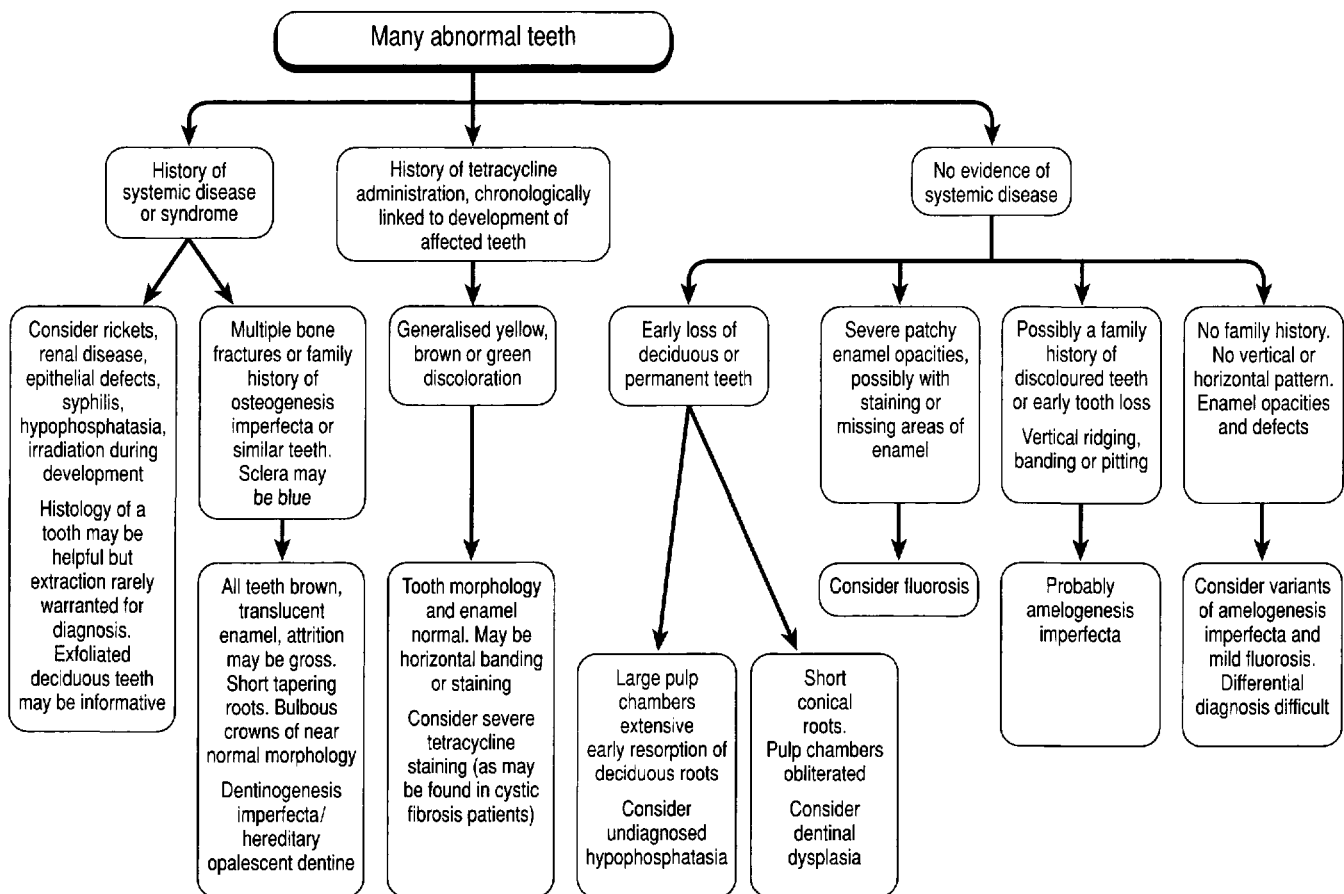 Many abnormal teeth
History of
systemic disease
or syndrome
History of tetracycline
administration, chronologically
linked to development of
affected teeth
No evidence of
systemic disease
Consider rickets,
renal disease,
epithelial defects,
syphilis,
hypophosphatasia,
irradiation during
development
Histology of a
tooth may be
helpful but
extraction rarely
warranted for
diagnosis.
Exfoliated
deciduous teeth
may be informative
Multiple bone
fractures or family
history of
osteogenesis
imperfecta or
similar teeth.
Sclera may
be blue
Generalised yellow,
brown or green
discoloration
Early loss of
deciduous or
permanent teeth
Severe patchy
enamel opacities,
possibly with
staining or
missing areas of
enamel
Possibly a family
history of
discoloured teeth
or early tooth loss
Vertical ridging,
banding or pitting
No family history.
No vertical or
horizontal pattern.
Enamel opacities
and defects
All teeth brown,
translucent
enamel, attrition
may be gross.
Short tapering
roots. Bulbous
crowns of near
normal morphology
Dentinogenesis
imperfecta/
hereditary
opalescent dentine
Tooth morphology
and enamel
normal. May be
horizontal banding
or staining
Consider severe
tetracycline
staining (as may
be found in cystic
fibrosis patients)
Large pulp
chambers
extensive
early resorption of
deciduous roots
Consider
undiagnosed
hypophosphatasia
Short
conical
roots.
Pulp chambers
obliterated
Consider
dentinal
dysplasia
Consider fluorosis
Probably
amelogenesis
imperfecta
Consider variants
of amelogenesis
imperfecta and
mild fluorosis.
Differential
diagnosis difficult